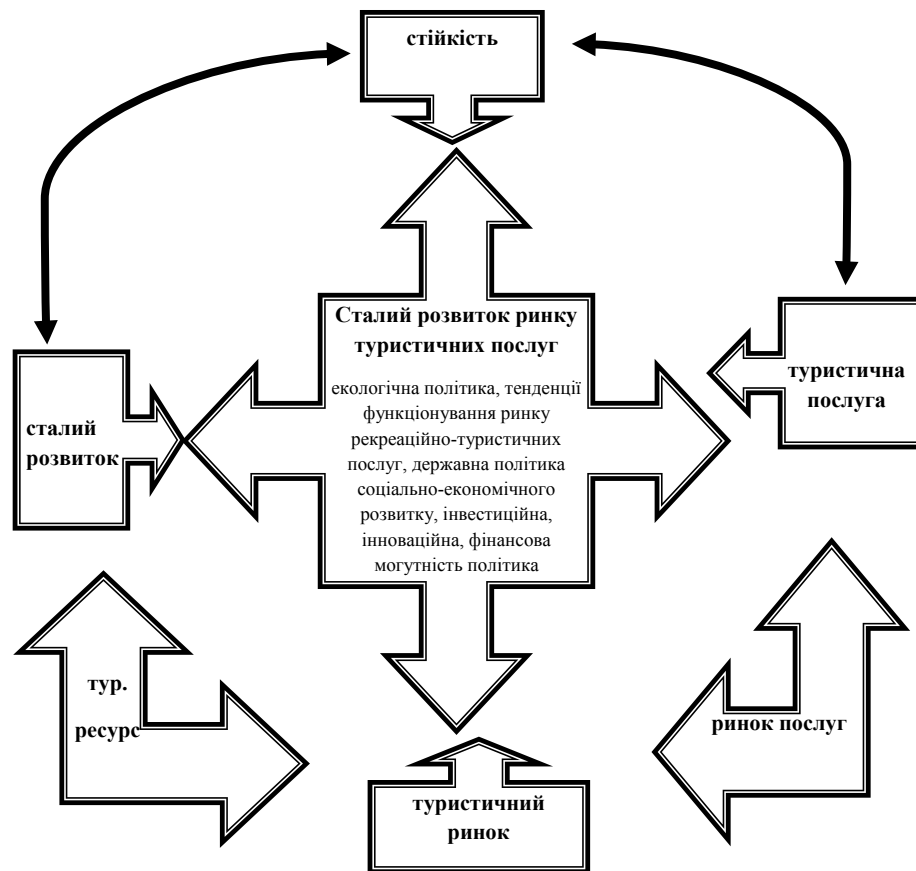 стійкість
Сталий розвиток ринку
туристичних послуг
екологічна політика, тенденції
функціонування ринку
рекреаційно-туристичних
послуг, державна політика
соціально-економічного
розвитку, інвестиційна,
інноваційна, фінансова
могутність політика
туристична
послуга
сталий
розвиток
тур.
ресурс
ринок послуг
туристичний
ринок